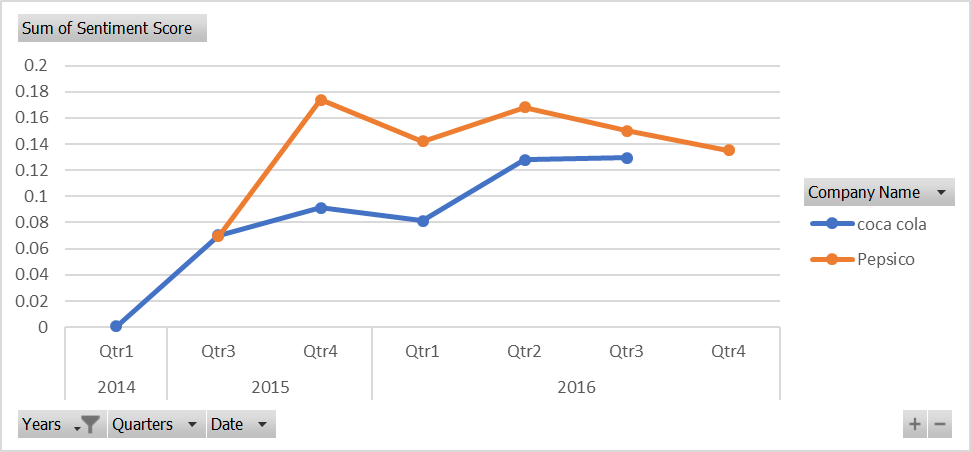 Sum of Sentiment Score
0.2
0.18
0.16
0.14
0.12
0.1
0.08
0.06
0.04
0.02
0
Qtr1 Qtr3 Qtr4 Qtr1 Qtr2 Qtr3 Qtr4
2014 2015 2016
Company Name
coca cola
Pepsico
Years Quarters Date
+ −